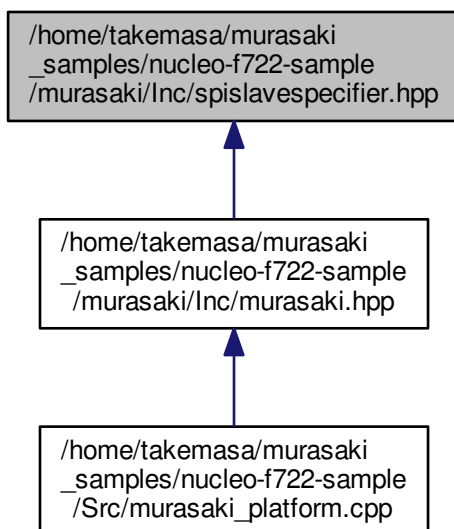 /home/takemasa/murasaki
_samples/nucleo-f722-sample
/murasaki/Inc/spislavespecifier.hpp
/home/takemasa/murasaki
_samples/nucleo-f722-sample
/murasaki/Inc/murasaki.hpp
/home/takemasa/murasaki
_samples/nucleo-f722-sample
/Src/murasaki_platform.cpp